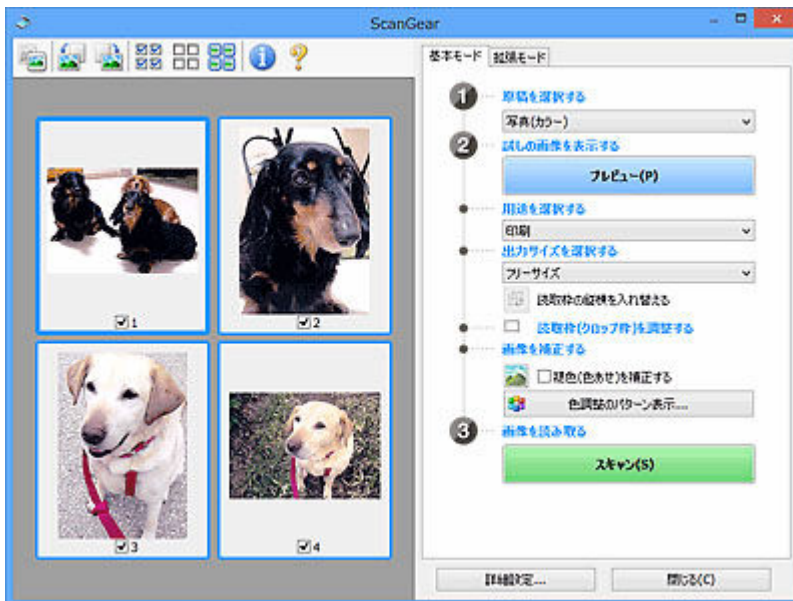 ScanGear
基本モード 拡張モード
1 原稿を選択する
写真(カラー)
2 試しの画像を表示する
プレビュー(P)
用途を選択する
印刷
出力サイズを選択する
フリーサイズ
読取枠の縦横を入れ替える
読取枠(クロップ枠)を調整する
画像を補正する
褪色(色あせ)を補正する
色調整のパターン表示...
3 画像を読み取る
スキャン(S)
詳細設定... 閉じる(C)
1 2
3 4